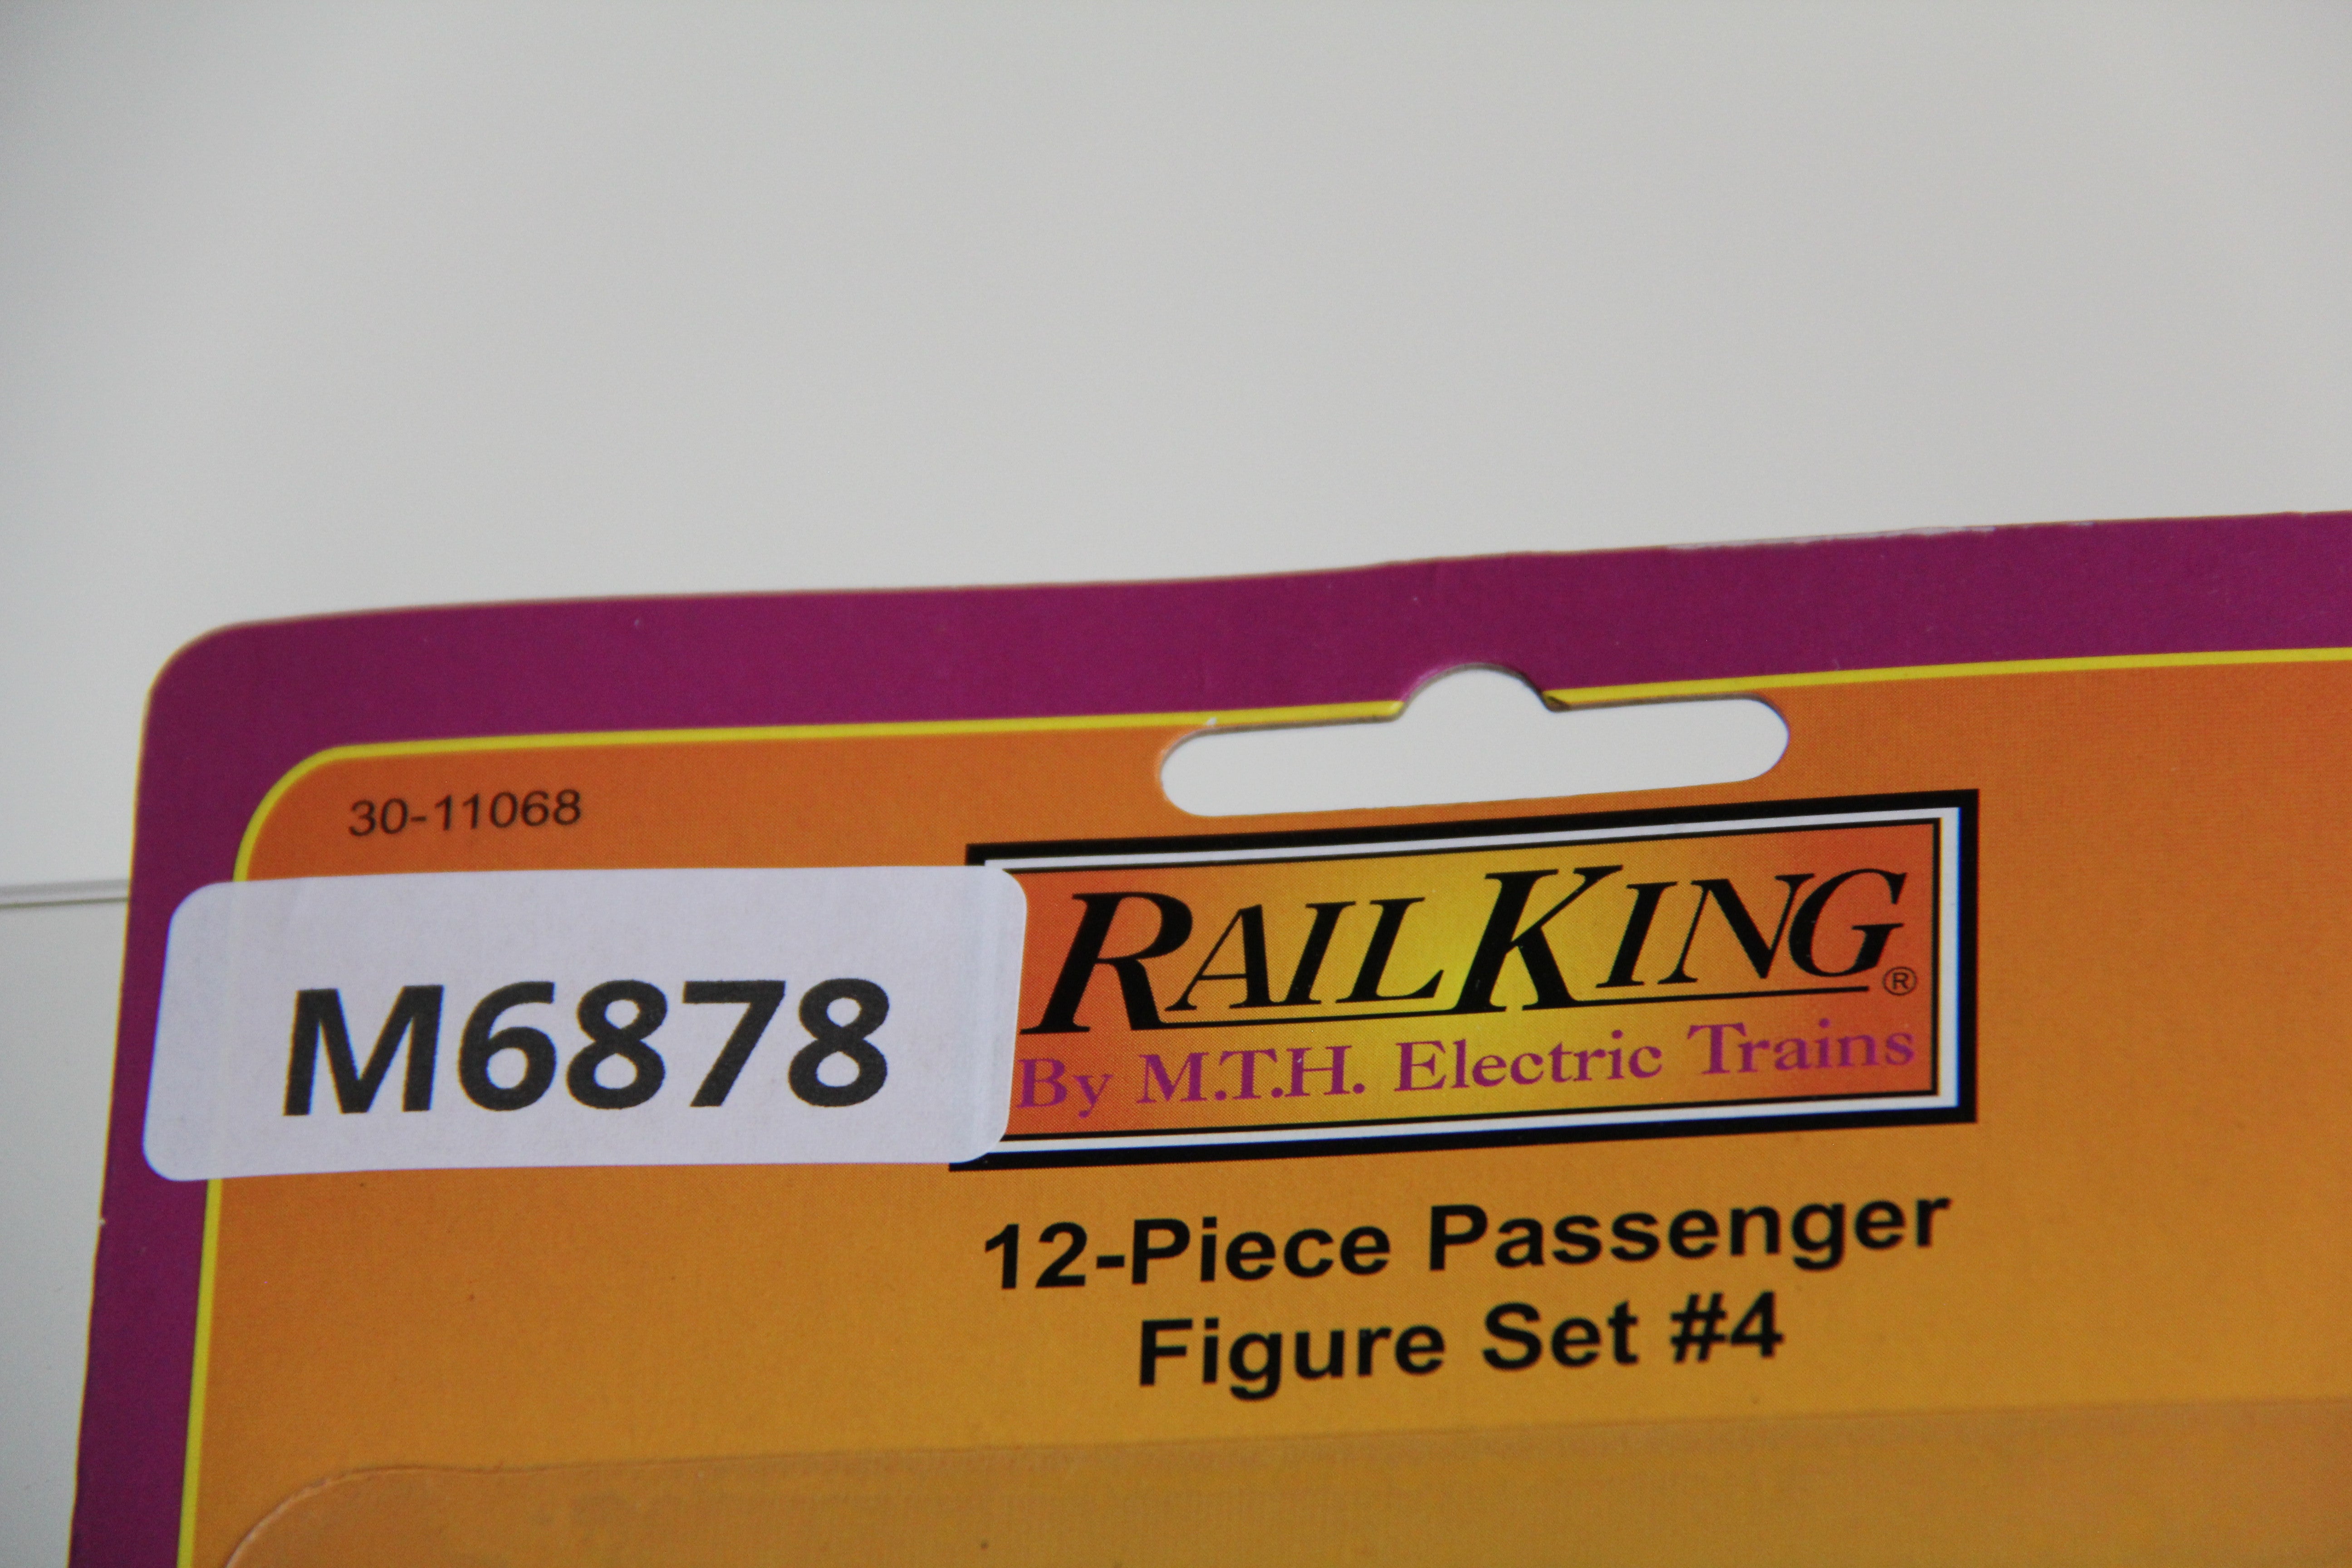 30-11068
M6878
RAILKING®
By M.T.H. Electric Trains
12-Piece Passenger
Figure Set #4